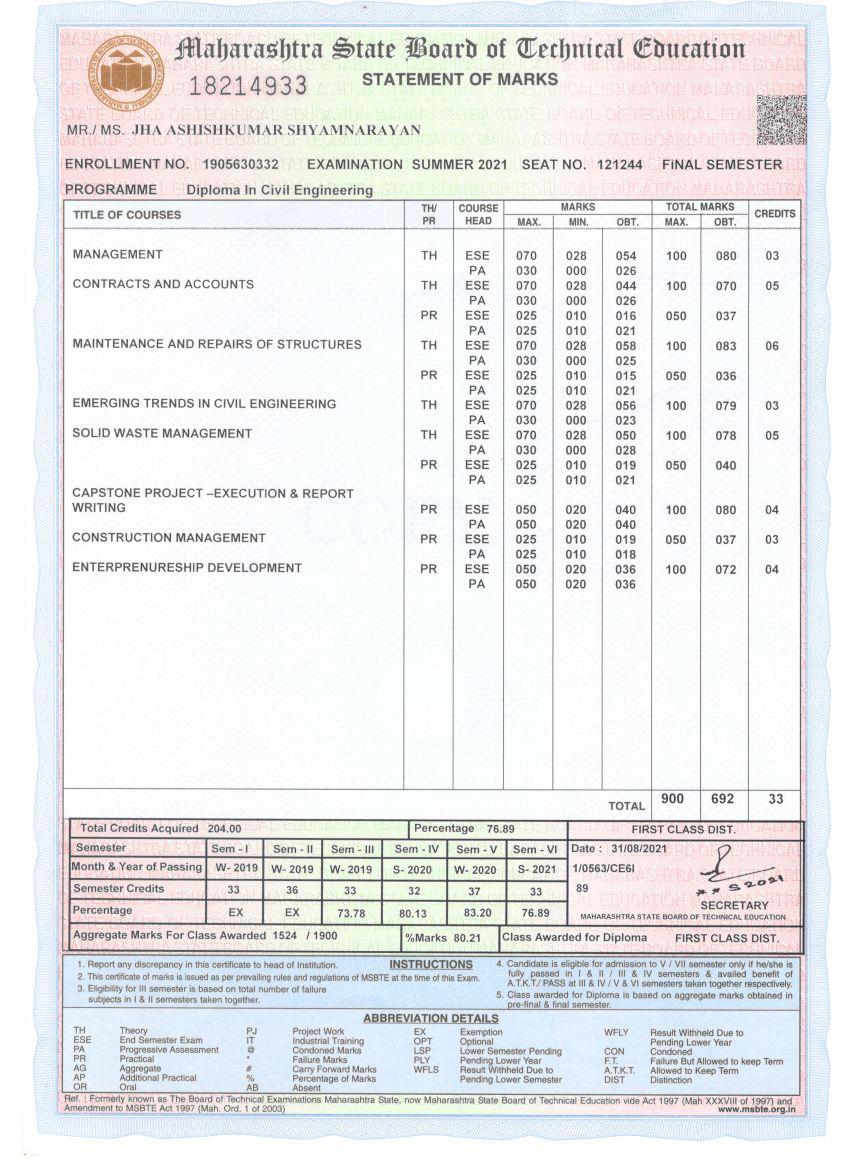 Maharashtra State Board of Technical Education
18214933
STATEMENT OF MARKS
MR./ MS. JHA ASHISHKUMAR SHYAMNARAYAN
ENROLLMENT NO. 1905630332 EXAMINATION SUMMER 2021 SEAT NO. 121244 FINAL SEMESTER
PROGRAMME Diploma In Civil Engineering
TITLE OF COURSES TH/ PR COURSE HEAD MARKS TOTAL MARKS CREDITS
MAX. MIN. OBT. MAX. OBT.
MANAGEMENT TH ESE 070 028 054 100 080 03
PA 030 000 026
CONTRACTS AND ACCOUNTS TH ESE 070 028 044 100 070 05
PA 030 000 026
PR ESE 025 010 016 050 037
PA 025 010 021
MAINTENANCE AND REPAIRS OF STRUCTURES TH ESE 070 028 058 100 083 06
PA 030 000 025
PR ESE 025 010 015 050 036
PA 025 010 021
EMERGING TRENDS IN CIVIL ENGINEERING TH ESE 070 028 056 100 079 03
PA 030 000 023
SOLID WASTE MANAGEMENT TH ESE 070 028 050 100 078 05
PA 030 000 028
PR ESE 025 010 019 050 040
PA 025 010 021
CAPSTONE PROJECT –EXECUTION & REPORT
WRITING PR ESE 050 020 040 100 080 04
PA 050 020 040
CONSTRUCTION MANAGEMENT PR ESE 025 010 019 050 037 03
PA 025 010 018
ENTERPRENURESHIP DEVELOPMENT PR ESE 050 020 036 100 072 04
PA 050 020 036
TOTAL 900 692 33
Total Credits Acquired 204.00 Percentage 76.89 FIRST CLASS DIST.
Semester Sem - I Sem - II Sem - III Sem - IV Sem - V Sem - VI Date : 31/08/2021
Month & Year of Passing W- 2019 W- 2019 W- 2019 S- 2020 W- 2020 S- 2021 1/0563/CE6I
Semester Credits 33 36 33 32 37 33 89
** S 2021
Percentage EX EX 73.78 80.13 83.20 76.89 SECRETARY
MAHARASHTRA STATE BOARD OF TECHNICAL EDUCATION
Aggregate Marks For Class Awarded 1524 / 1900 %Marks 80.21 Class Awarded for Diploma FIRST CLASS DIST.
INSTRUCTIONS
1. Report any discrepancy in this certificate to head of Institution.
2. This certificate of marks is issued as per prevailing rules and regulations of MSBTE at the time of this Exam.
3. Eligibility for III semester is based on total number of failure
subjects in I & II semesters taken together.
4. Candidate is eligible for admission to V / VII semester only if he/she is
fully passed in I & II / III & IV semesters & availed benefit of
A.T.K.T./ PASS at III & IV / V & VI semesters taken together respectively.
5. Class awarded for Diploma is based on aggregate marks obtained in
pre-final & final semester.
ABBREVIATION DETAILS
TH Theory PJ Project Work EX Exemption WFLY Result Withheld Due to
ESE End Semester Exam IT Industrial Training OPT Optional Pending Lower Year
PA Progressive Assessment @ Condoned Marks LSP Lower Semester Pending CON Condoned
PR Practical * Failure Marks PLY Pending Lower Year F.T. Failure But Allowed to keep Term
AG Aggregate # Carry Forward Marks WFLS Result Withheld Due to A.T.K.T. Allowed to Keep Term
AP Additional Practical % Percentage of Marks Pending Lower Semester DIST Distinction
OR Oral AB Absent
Ref. : Formerly known as The Board of Technical Examinations Maharashtra State, now Maharashtra State Board of Technical Education vide Act 1997 (Mah XXXVIII of 1997) and
Amendment to MSBTE Act 1997 (Mah. Ord. 1 of 2003) www.msbte.org.in